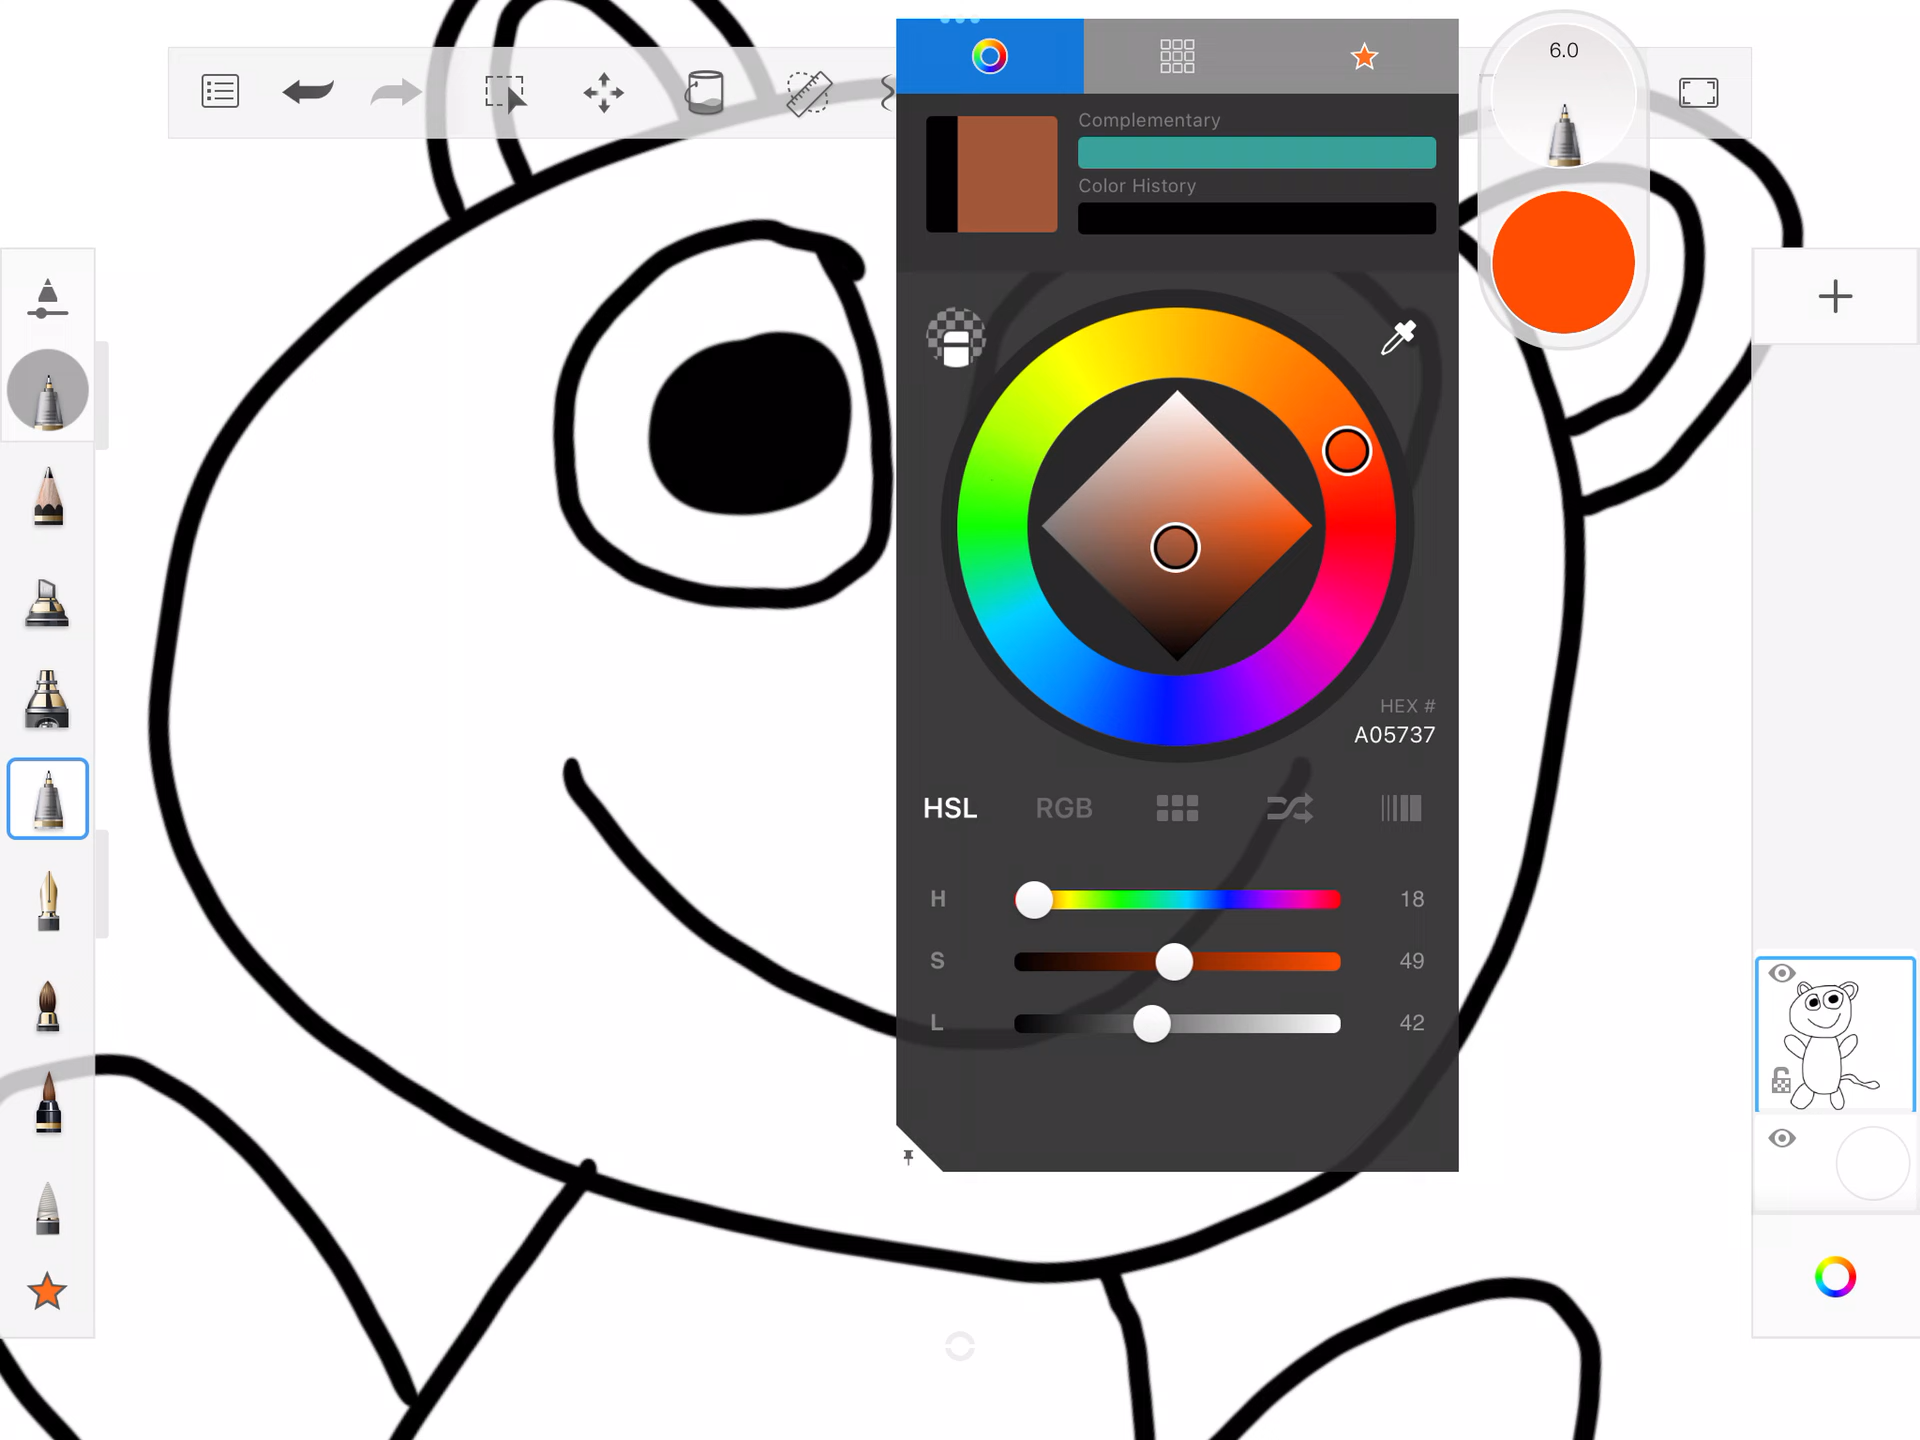 6.0
Complementary
Color History
HEX #
A05737
HSL RGB
H 18
S 49
L 42